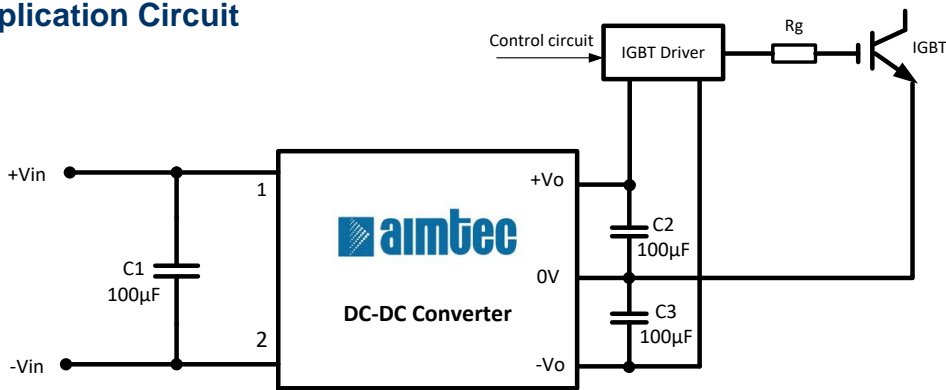 plication Circuit
Control circuit
IGBT Driver
Rg
IGBT
+Vin
1
+Vo
aimtec
C2
100µF
C1
100µF
0V
DC-DC Converter
C3
100µF
2
-Vin
-Vo